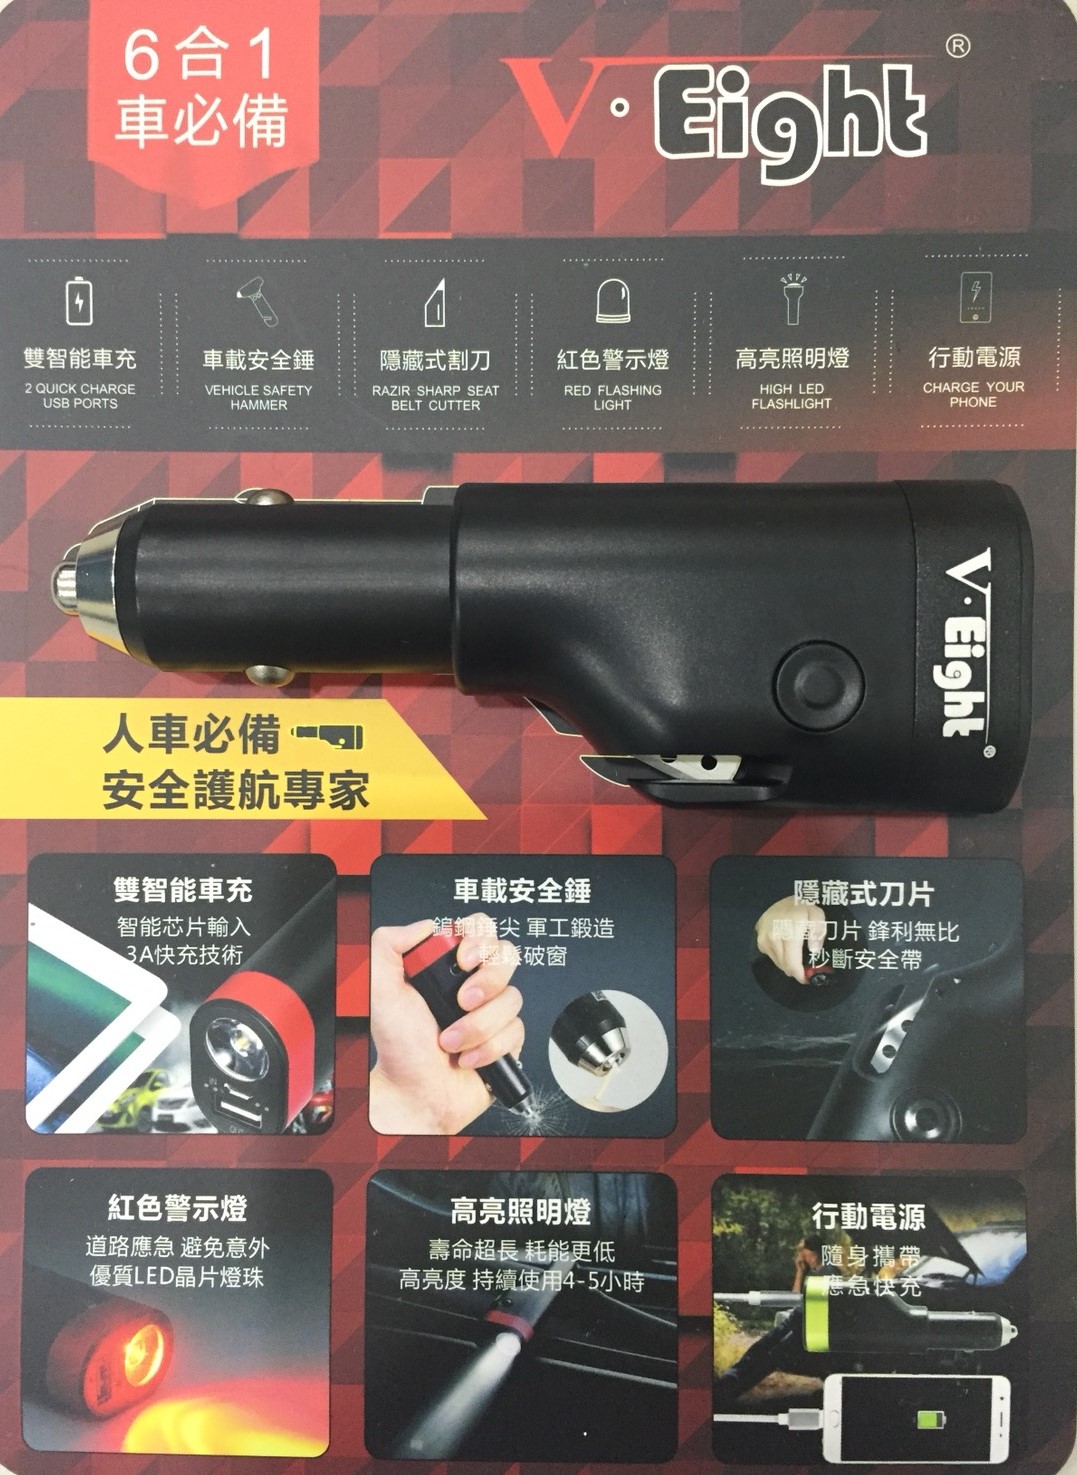 6合1
車必備
V·Eight®
雙智能車充
2 QUICK CHARGE
USB PORTS
車載安全錘
VEHICLE SAFETY
HAMMER
隱藏式割刀
RAZIR SHARP SEAT
BELT CUTTER
紅色警示燈
RED FLASHING
LIGHT
高亮照明燈
HIGH LED
FLASHLIGHT
行動電源
CHARGE YOUR
PHONE
V·Eight®
人車必備
安全護航專家
雙智能車充
智能芯片輸入
3A快充技術
車載安全錘
鎢鋼錘尖 軍工鍛造
輕鬆破窗
隱藏式刀片
隱藏刀片 鋒利無比
秒斷安全帶
紅色警示燈
道路應急 避免意外
優質LED晶片燈珠
高亮照明燈
壽命超長 耗能更低
高亮度 持續使用4-5小時
行動電源
隨身攜帶
應急快充